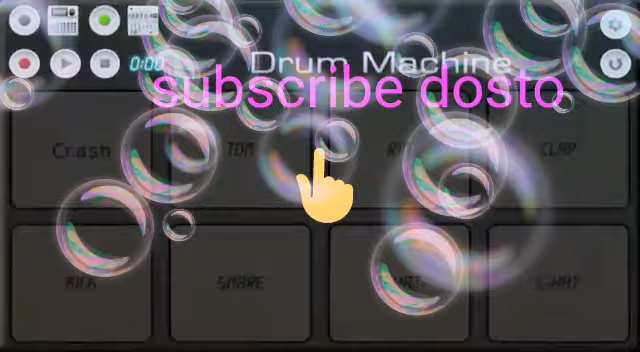 Drum Machine
0:00
subscribe dosto
Crash
TOM
CLAP
KICK
SNARE